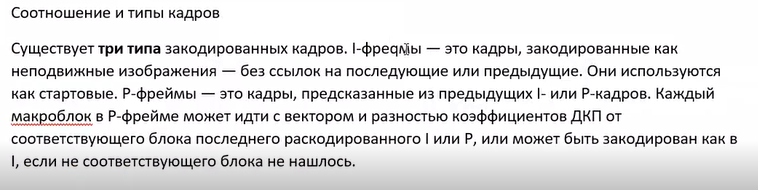 Соотношение и типы кадров
Существует три типа закодированных кадров. I-фреймы — это кадры, закодированные как
неподвижные изображения — без ссылок на последующие или предыдущие. Они используются
как стартовые. P-фреймы — это кадры, предсказанные из предыдущих I- или P-кадров. Каждый
макроблок в P-фрейме может идти с вектором и разностью коэффициентов ДКП от
соответствующего блока последнего раскодированного I или P, или может быть закодирован как в
I, если не соответствующего блока не нашлось.